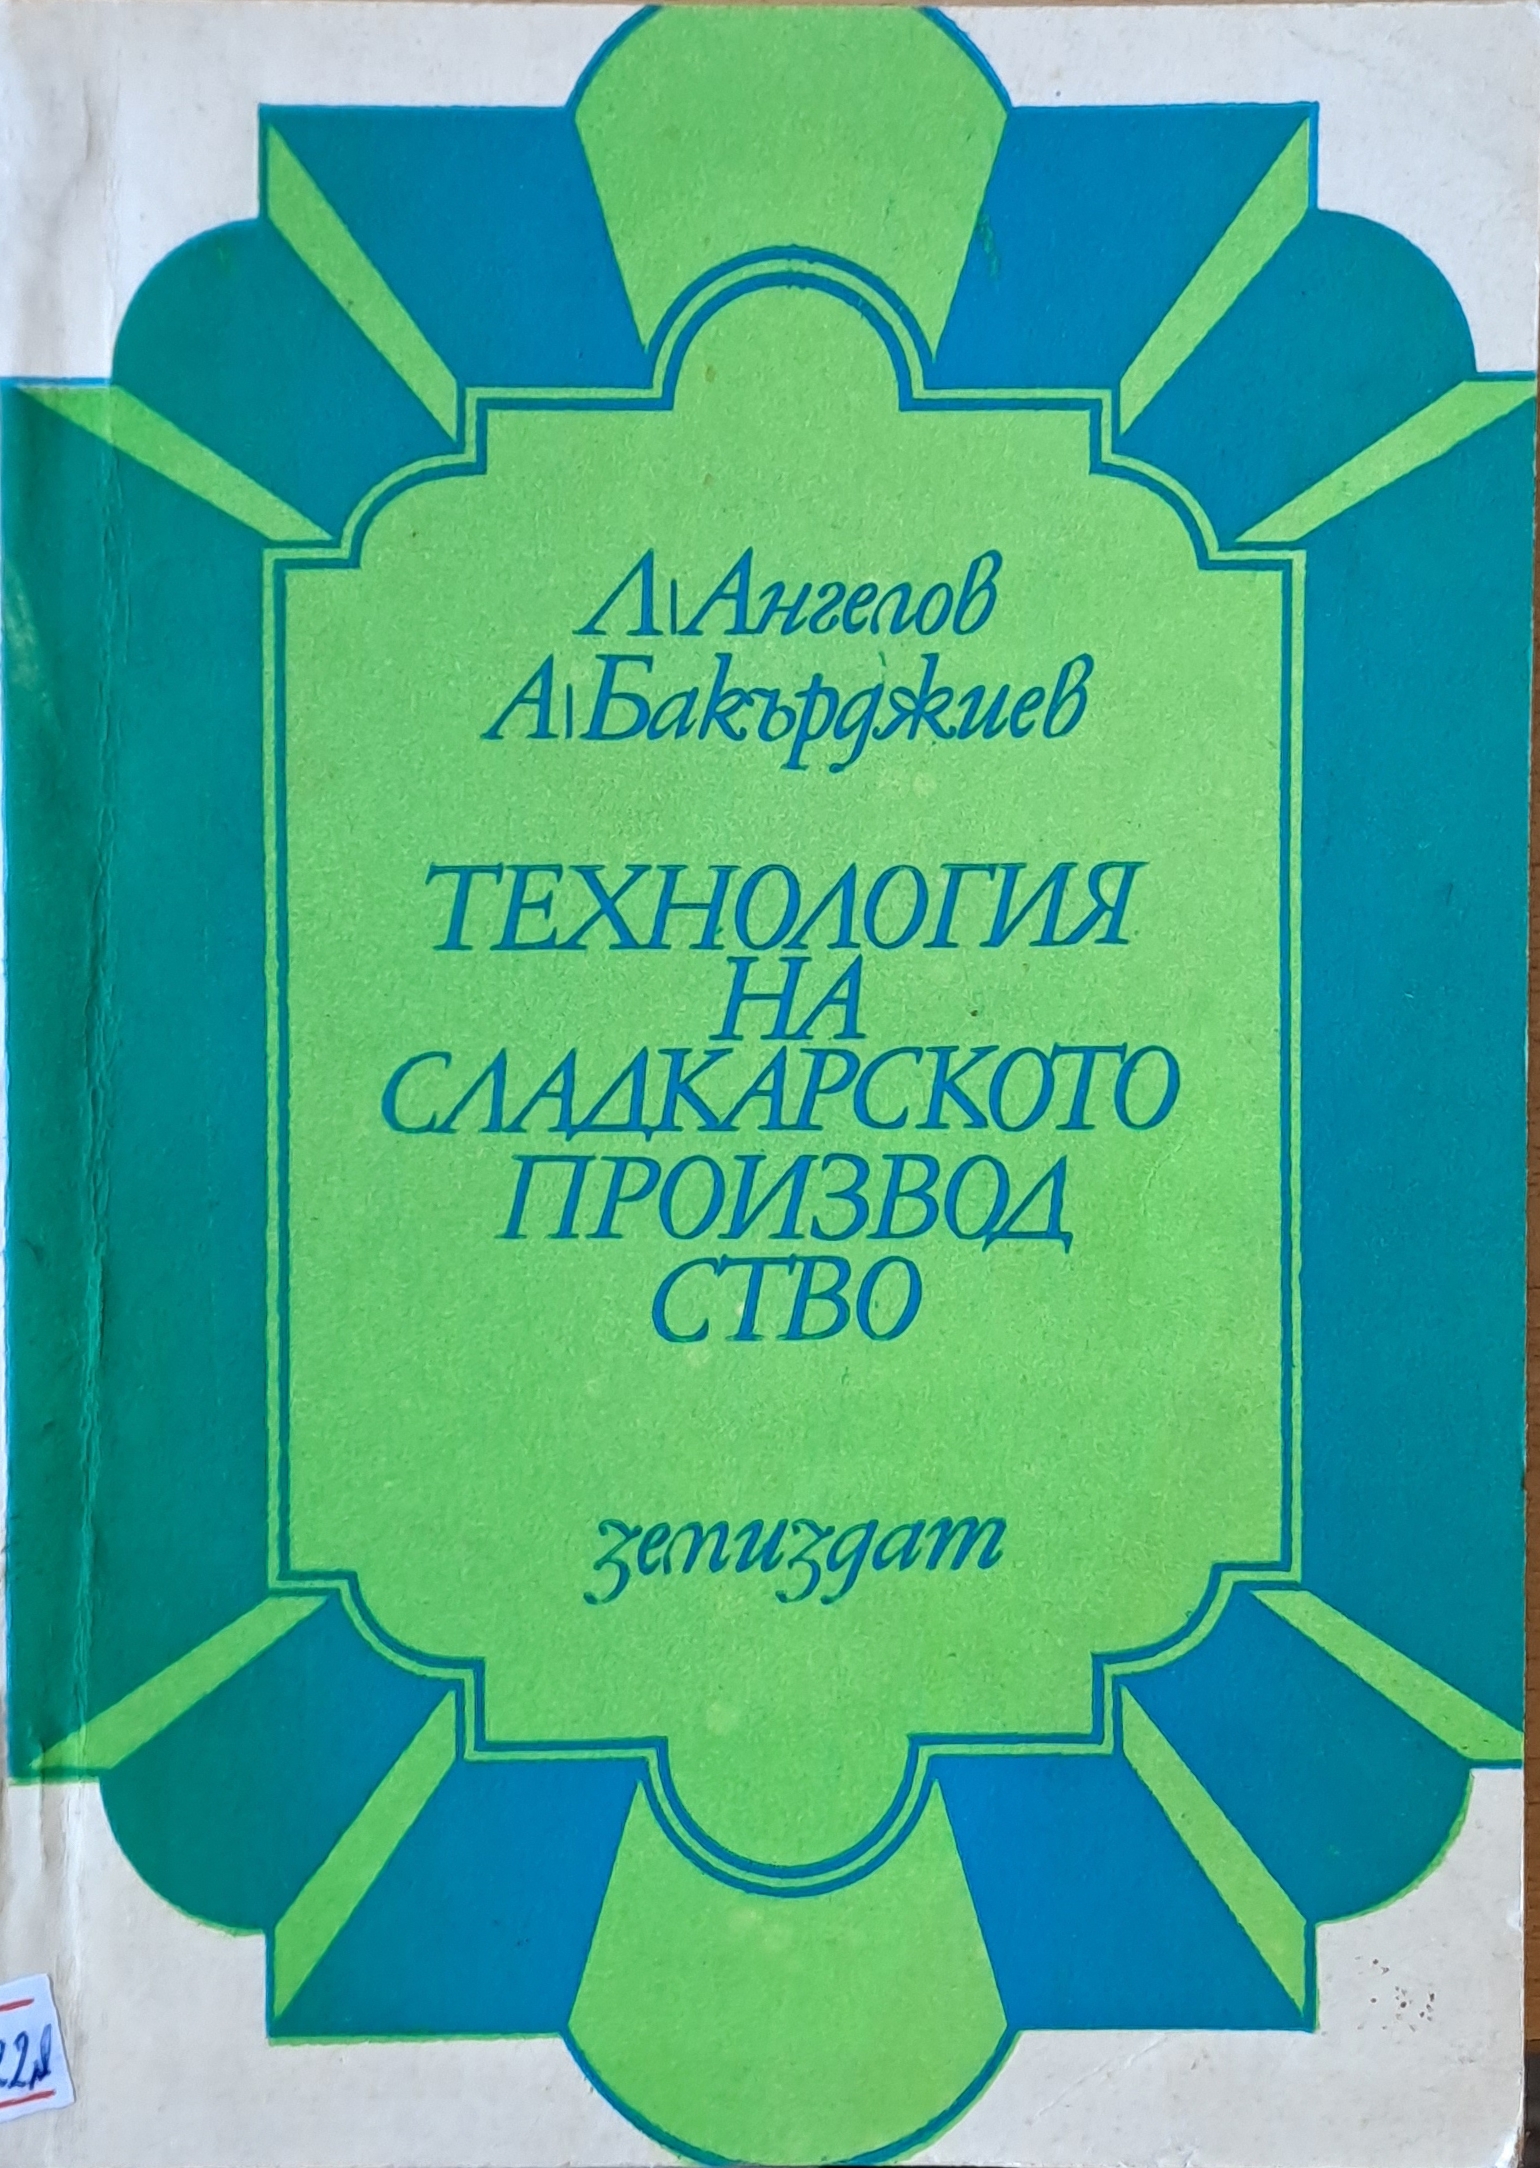 Л|Ангелов
А|Бакърджиев
ТЕХНОЛОГИЯ
НА
СЛАДКАРСКОТО
ПРОИЗВОД
СТВО
земиздат